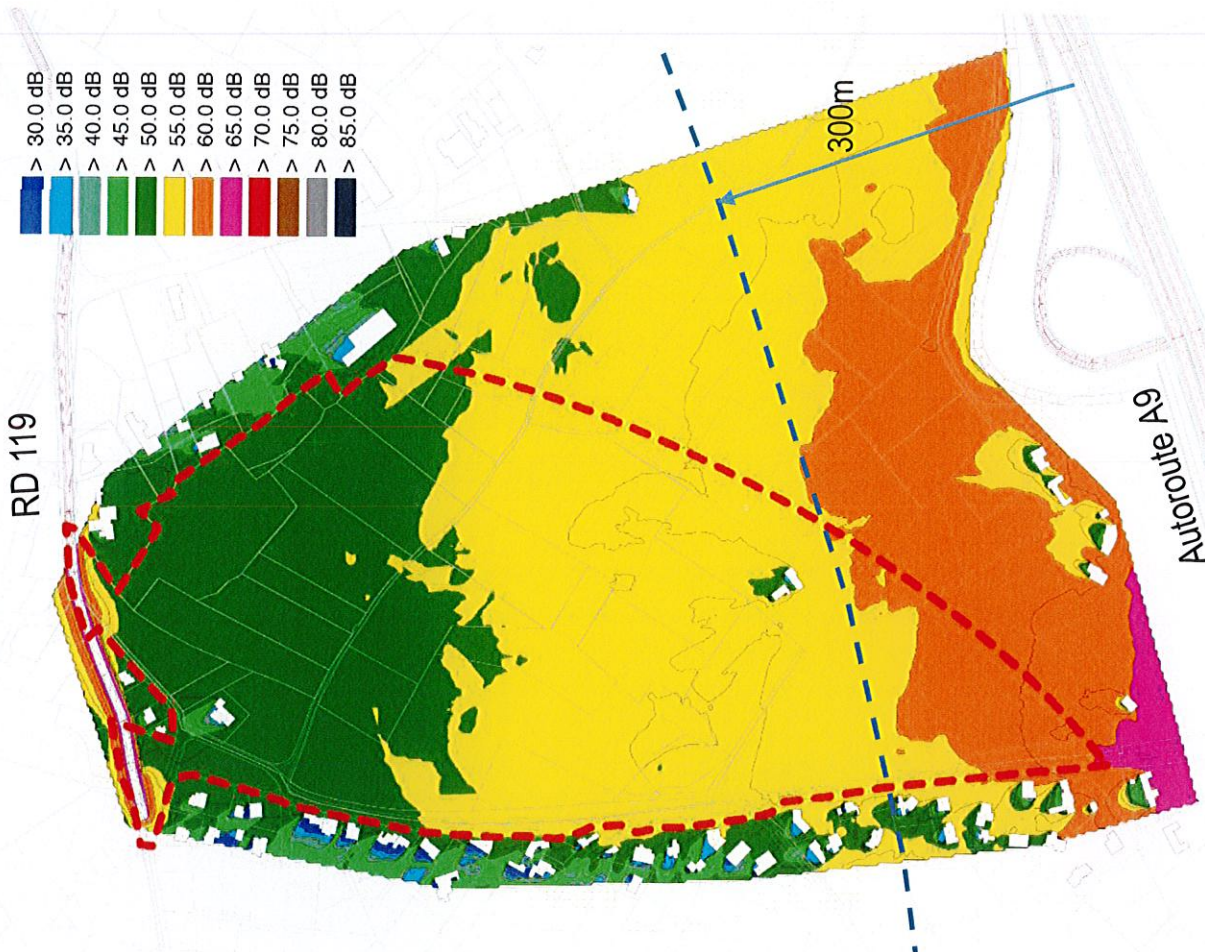 RD 119
> 30.0 dB
> 35.0 dB
> 40.0 dB
> 45.0 dB
> 50.0 dB
> 55.0 dB
> 60.0 dB
> 65.0 dB
> 70.0 dB
> 75.0 dB
> 80.0 dB
> 85.0 dB
300m
Autoroute A9